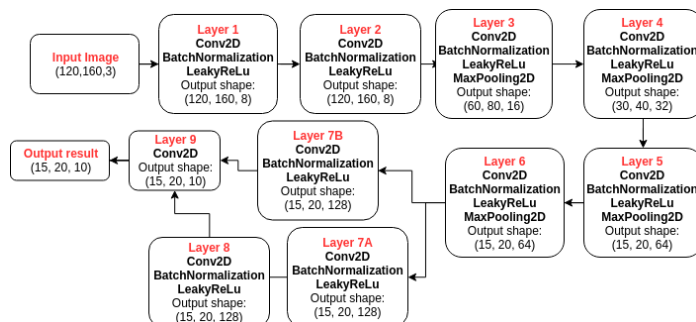 Input Image
(120,160,3)
Layer 1
Conv2D
BatchNormalization
LeakyReLu
Output shape:
(120, 160, 8)
Layer 2
Conv2D
BatchNormalization
LeakyReLu
Output shape:
(120, 160, 8)
Layer 3
Conv2D
BatchNormalization
LeakyReLu
MaxPooling2D
Output shape:
(60, 80, 16)
Layer 4
Conv2D
BatchNormalization
LeakyReLu
MaxPooling2D
Output shape:
(30, 40, 32)
Layer 5
Conv2D
BatchNormalization
LeakyReLu
MaxPooling2D
Output shape:
(15, 20, 64)
Layer 6
Conv2D
BatchNormalization
LeakyReLu
MaxPooling2D
Output shape:
(15, 20, 64)
Layer 7B
Conv2D
BatchNormalization
LeakyReLu
Output shape:
(15, 20, 128)
Layer 7A
Conv2D
BatchNormalization
LeakyReLu
Output shape:
(15, 20, 128)
Layer 8
Conv2D
BatchNormalization
LeakyReLu
Output shape:
(15, 20, 128)
Layer 9
Conv2D
Output shape:
(15, 20, 10)
Output result
(15, 20, 10)